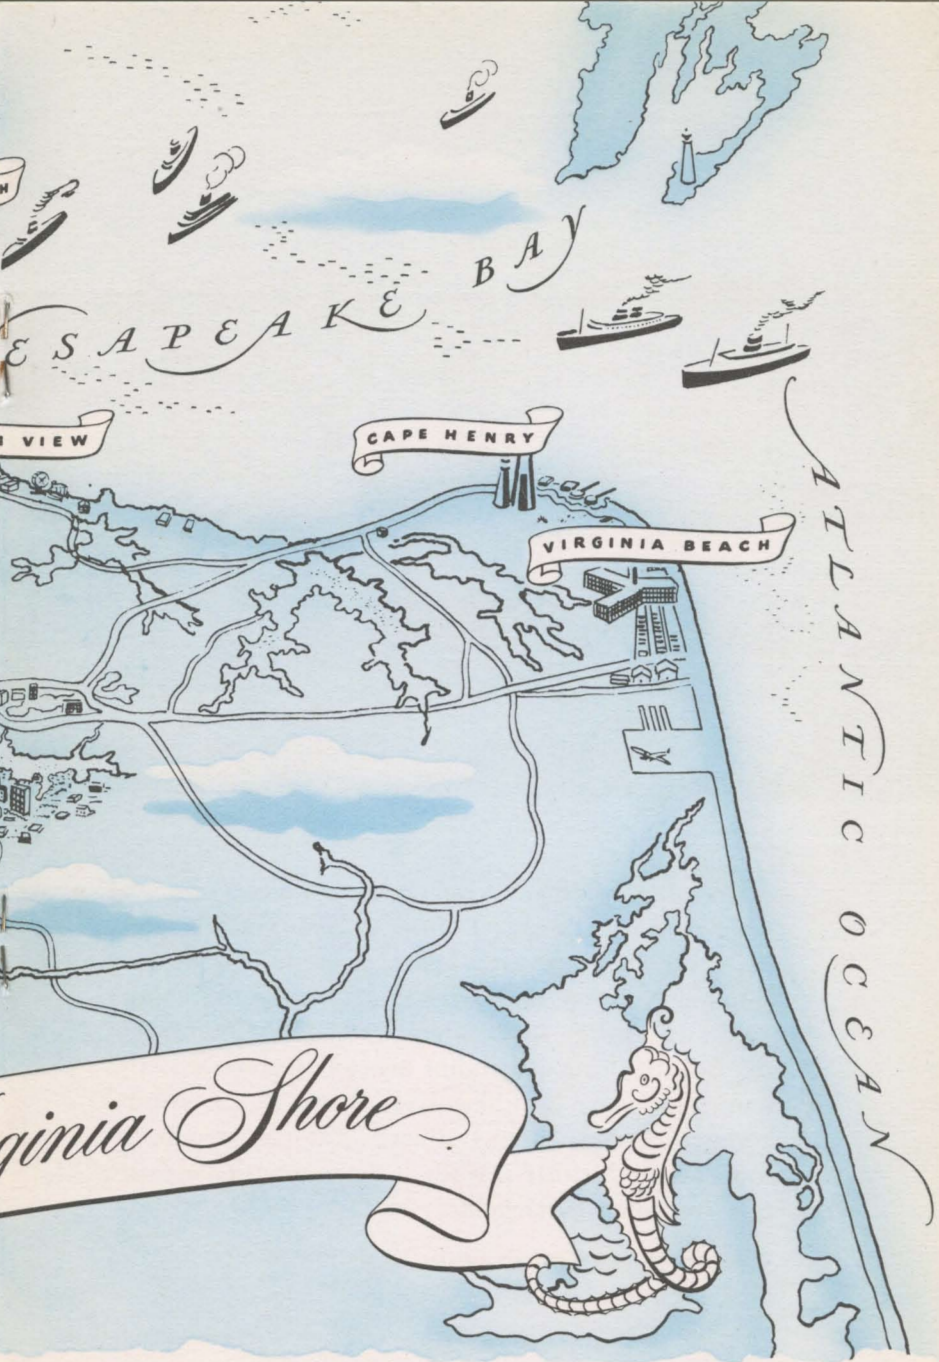 H
ESAPEAKE BAY
VIEW
CAPE HENRY
VIRGINIA BEACH
ATLANTIC OCEAN
ginia Shore